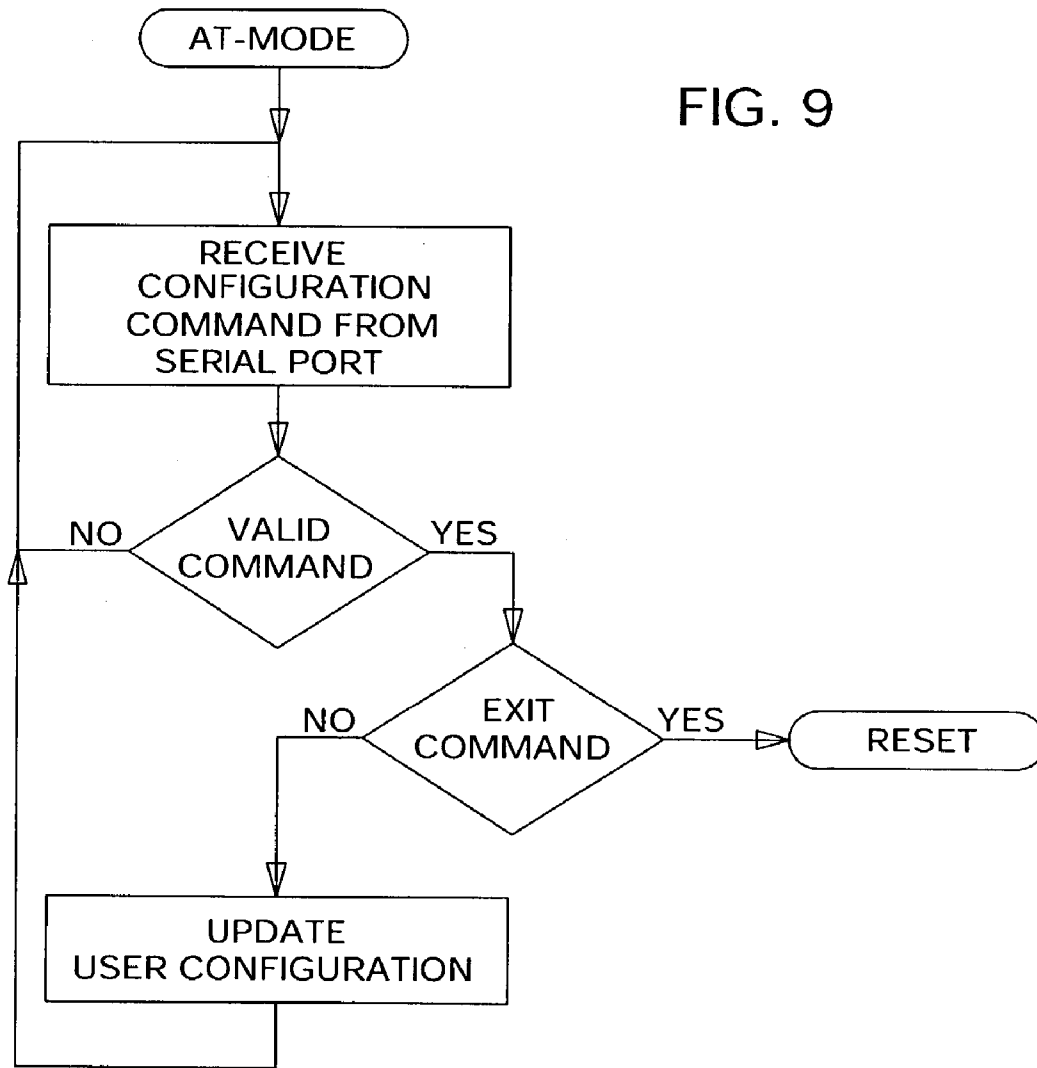 AT-MODE
FIG. 9
RECEIVE
CONFIGURATION
COMMAND FROM
SERIAL PORT
NO
VALID
COMMAND
YES
NO
EXIT
COMMAND
YES
RESET
UPDATE
USER CONFIGURATION